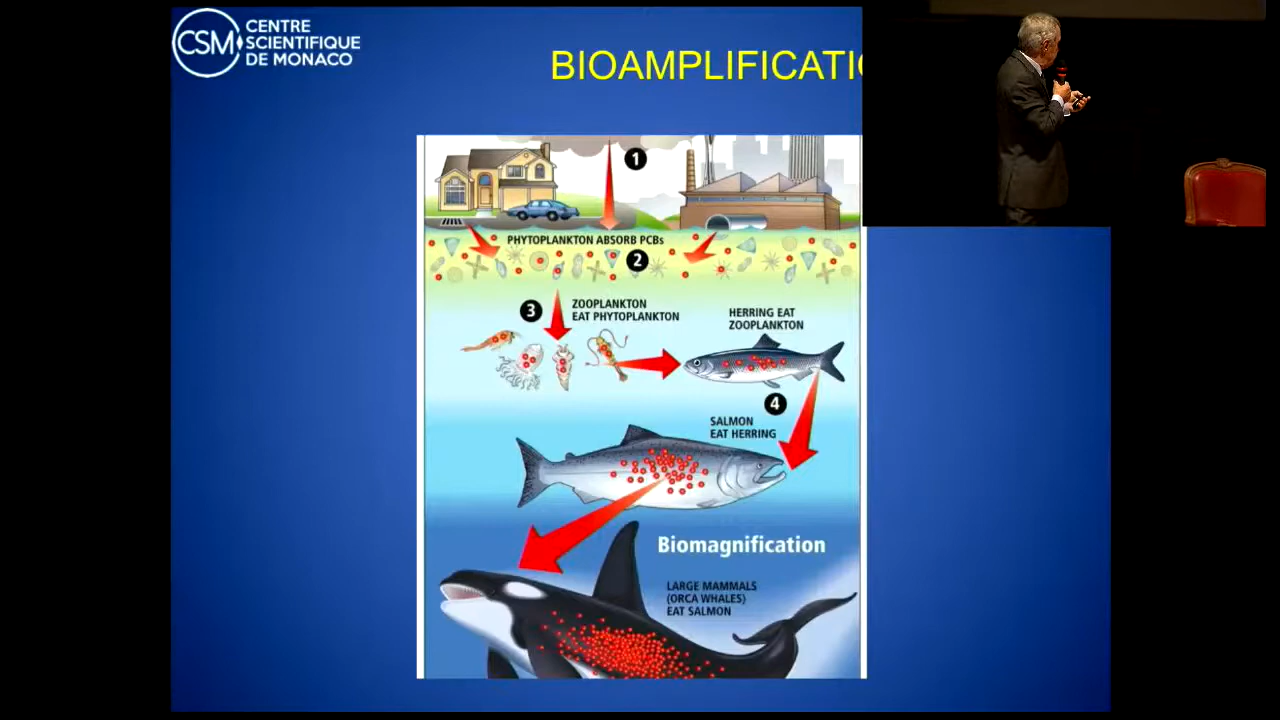 CSM
CENTRE
SCIENTIFIQUE
DE MONACO
BIOAMPLIFICATI
1
PHYTOPLANKTON ABSORB PCBs
2
3
ZOOPLANKTON
EAT PHYTOPLANKTON
HERRING EAT
ZOOPLANKTON
4
SALMON
EAT HERRING
Biomagnification
LARGE MAMMALS
(ORCA WHALES)
EAT SALMON